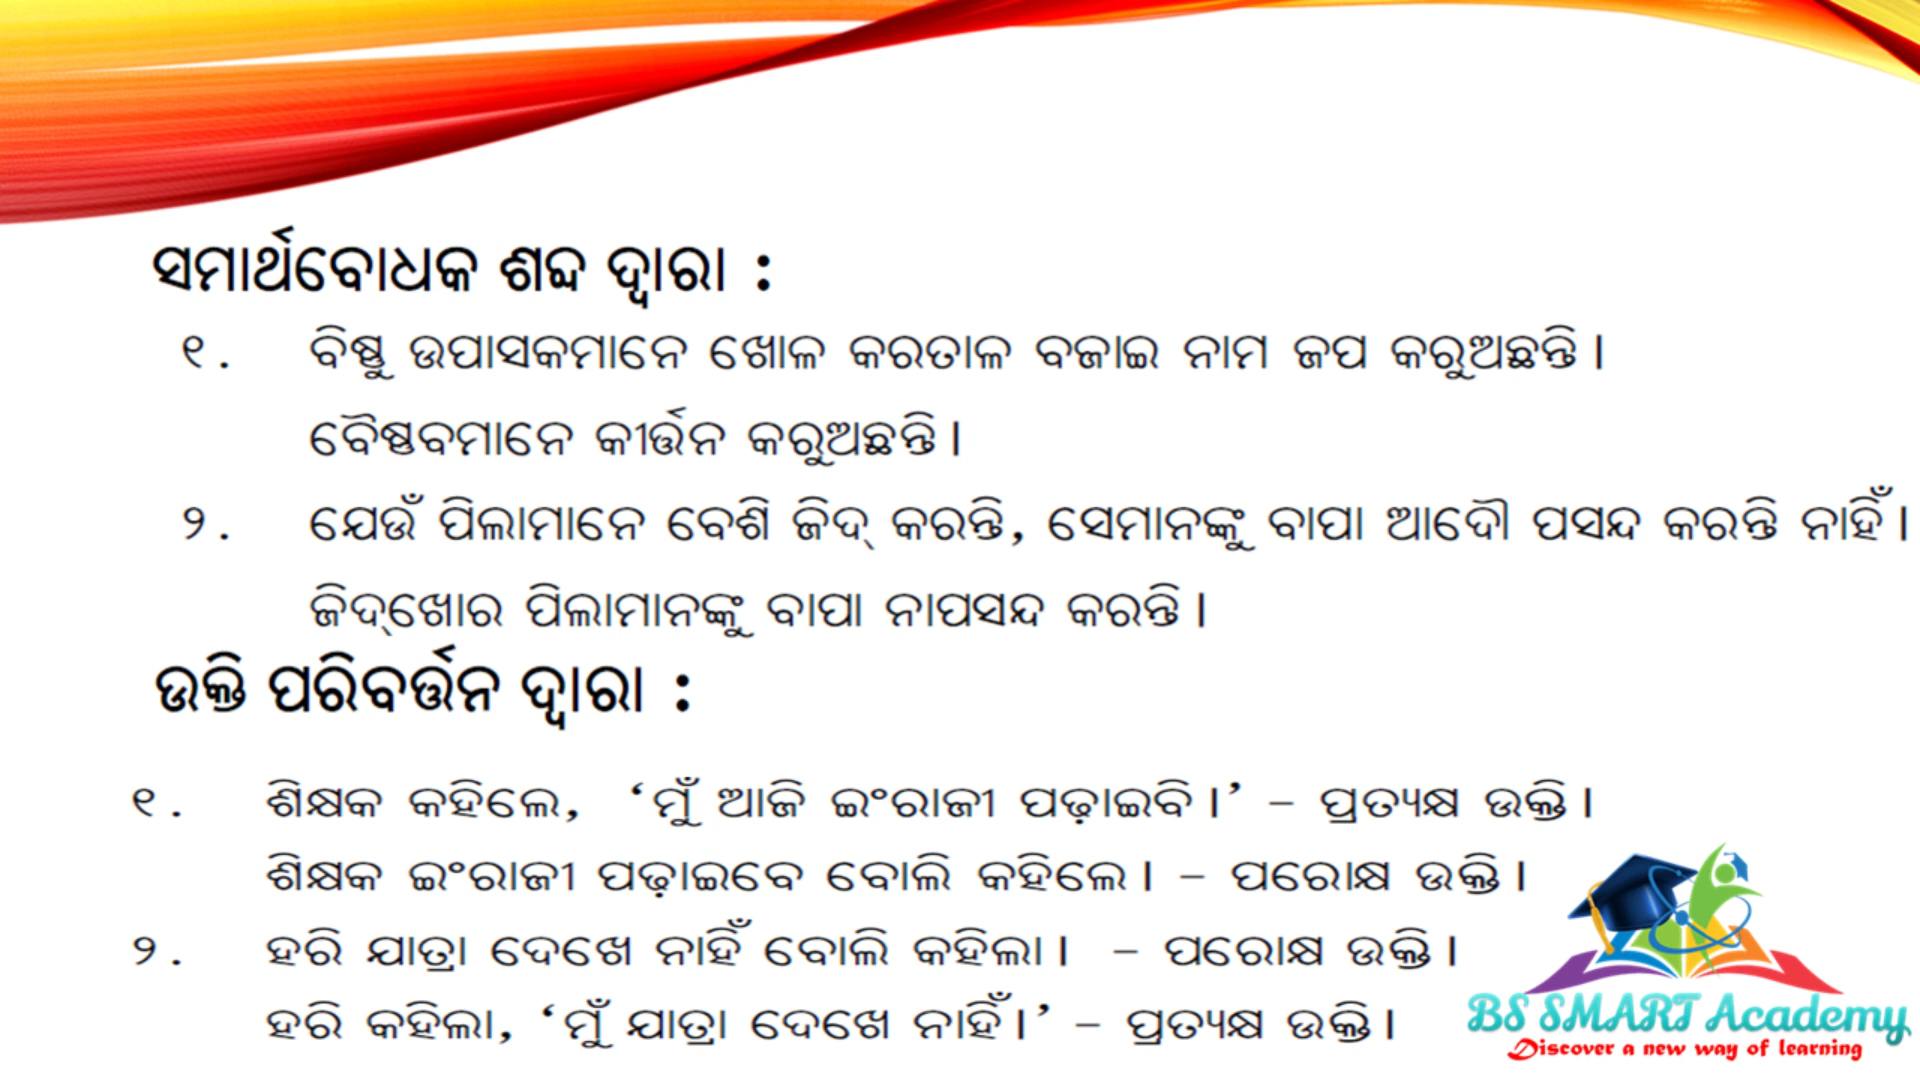 ସମାର୍ଥବୋଧକ ଶବ୍ଦ ଦ୍ୱାରା :
୧. ବିଷ୍ଣୁ ଉପାସକମାନେ ଖୋଳ କରତାଳ ବଜାଇ ନାମ ଜପ କରୁଅଛନ୍ତି।
ବୈଷ୍ଣବମାନେ କୀର୍ତ୍ତନ କରୁଅଛନ୍ତି।
୨. ଯେଉଁ ପିଲାମାନେ ବେଶି ଜିଦ୍ କରନ୍ତି, ସେମାନଙ୍କୁ ବାପା ଆଦୌ ପସନ୍ଦ କରନ୍ତି ନାହିଁ।
ଜିଦ୍‌ଖୋର ପିଲାମାନଙ୍କୁ ବାପା ନାପସନ୍ଦ କରନ୍ତି।
ଉକ୍ତି ପରିବର୍ତ୍ତନ ଦ୍ୱାରା :
୧. ଶିକ୍ଷକ କହିଲେ, ‘ମୁଁ ଆଜି ଇଂରାଜୀ ପଢ଼ାଇବି।’ – ପ୍ରତ୍ୟକ୍ଷ ଉକ୍ତି।
ଶିକ୍ଷକ ଇଂରାଜୀ ପଢ଼ାଇବେ ବୋଲି କହିଲେ। – ପରୋକ୍ଷ ଉକ୍ତି।
୨. ହରି ଯାତ୍ରା ଦେଖେ ନାହିଁ ବୋଲି କହିଲା। – ପରୋକ୍ଷ ଉକ୍ତି।
ହରି କହିଲା, ‘ମୁଁ ଯାତ୍ରା ଦେଖେ ନାହିଁ।’ – ପ୍ରତ୍ୟକ୍ଷ ଉକ୍ତି।
BS SMART Academy
Discover a new way of learning